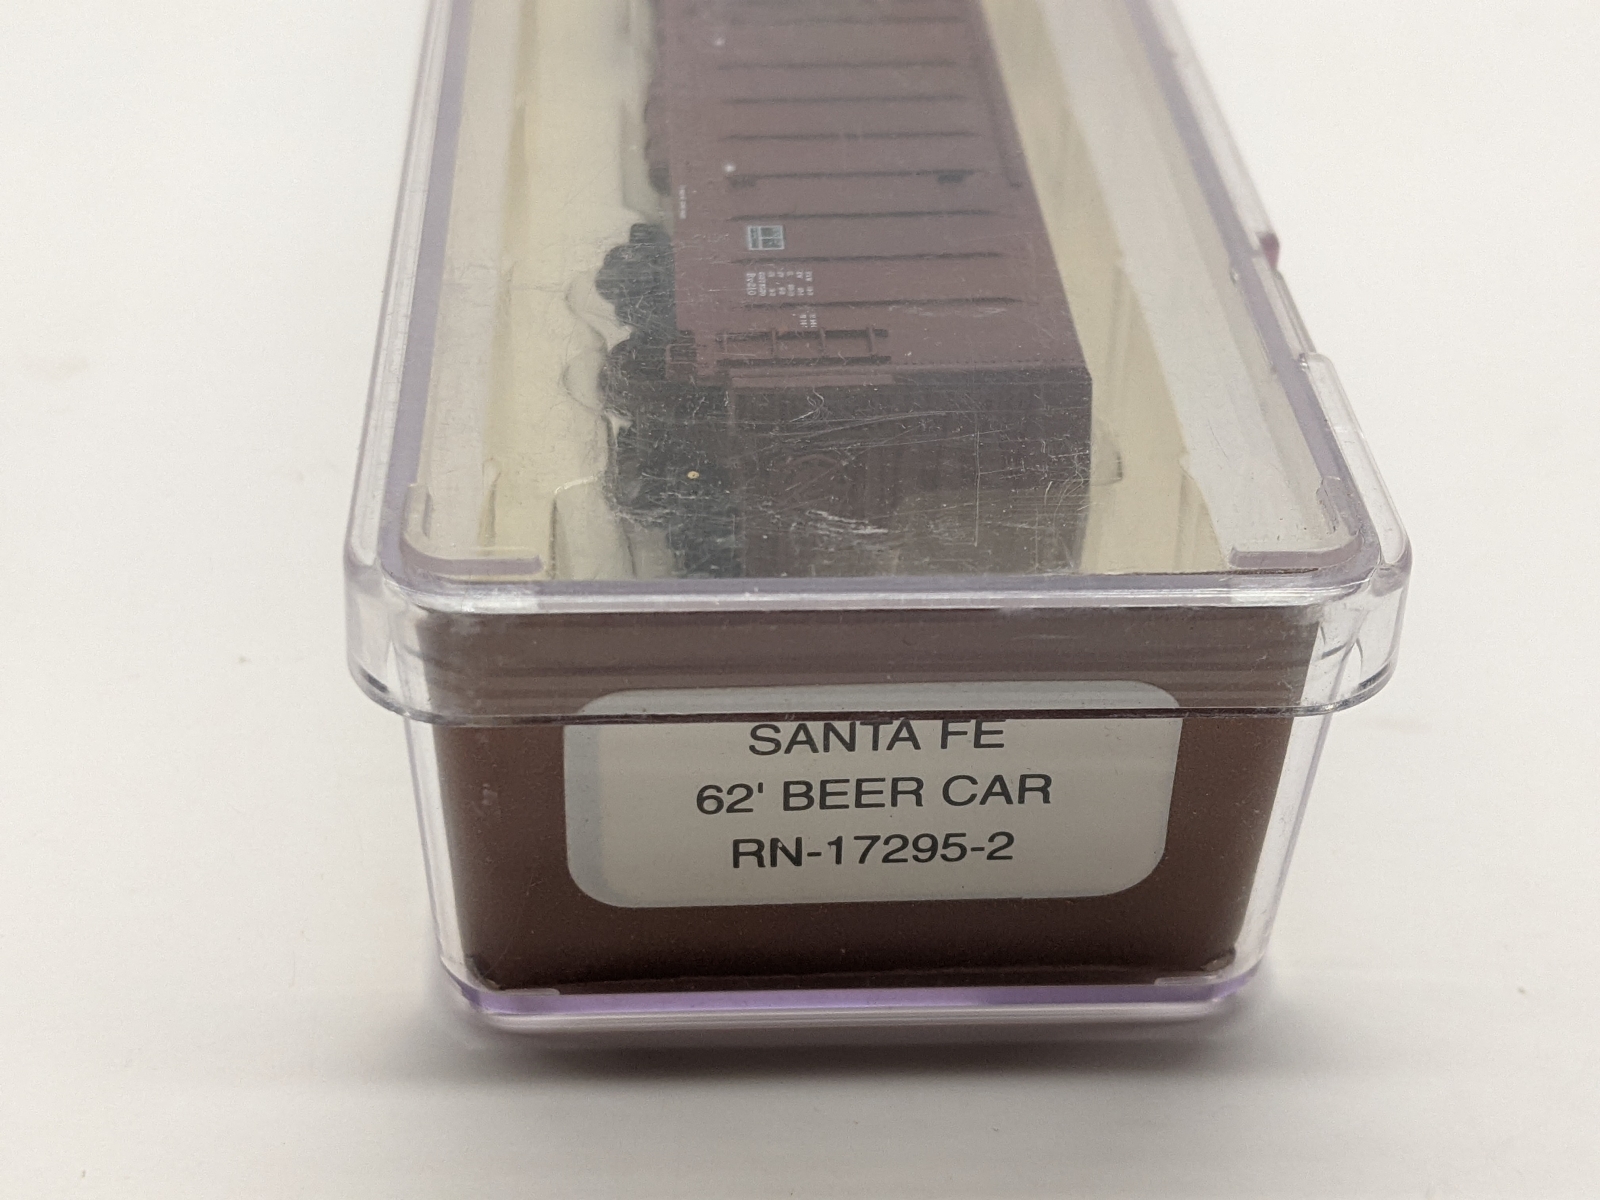 SANTA FE
62' BEER CAR
RN-17295-2